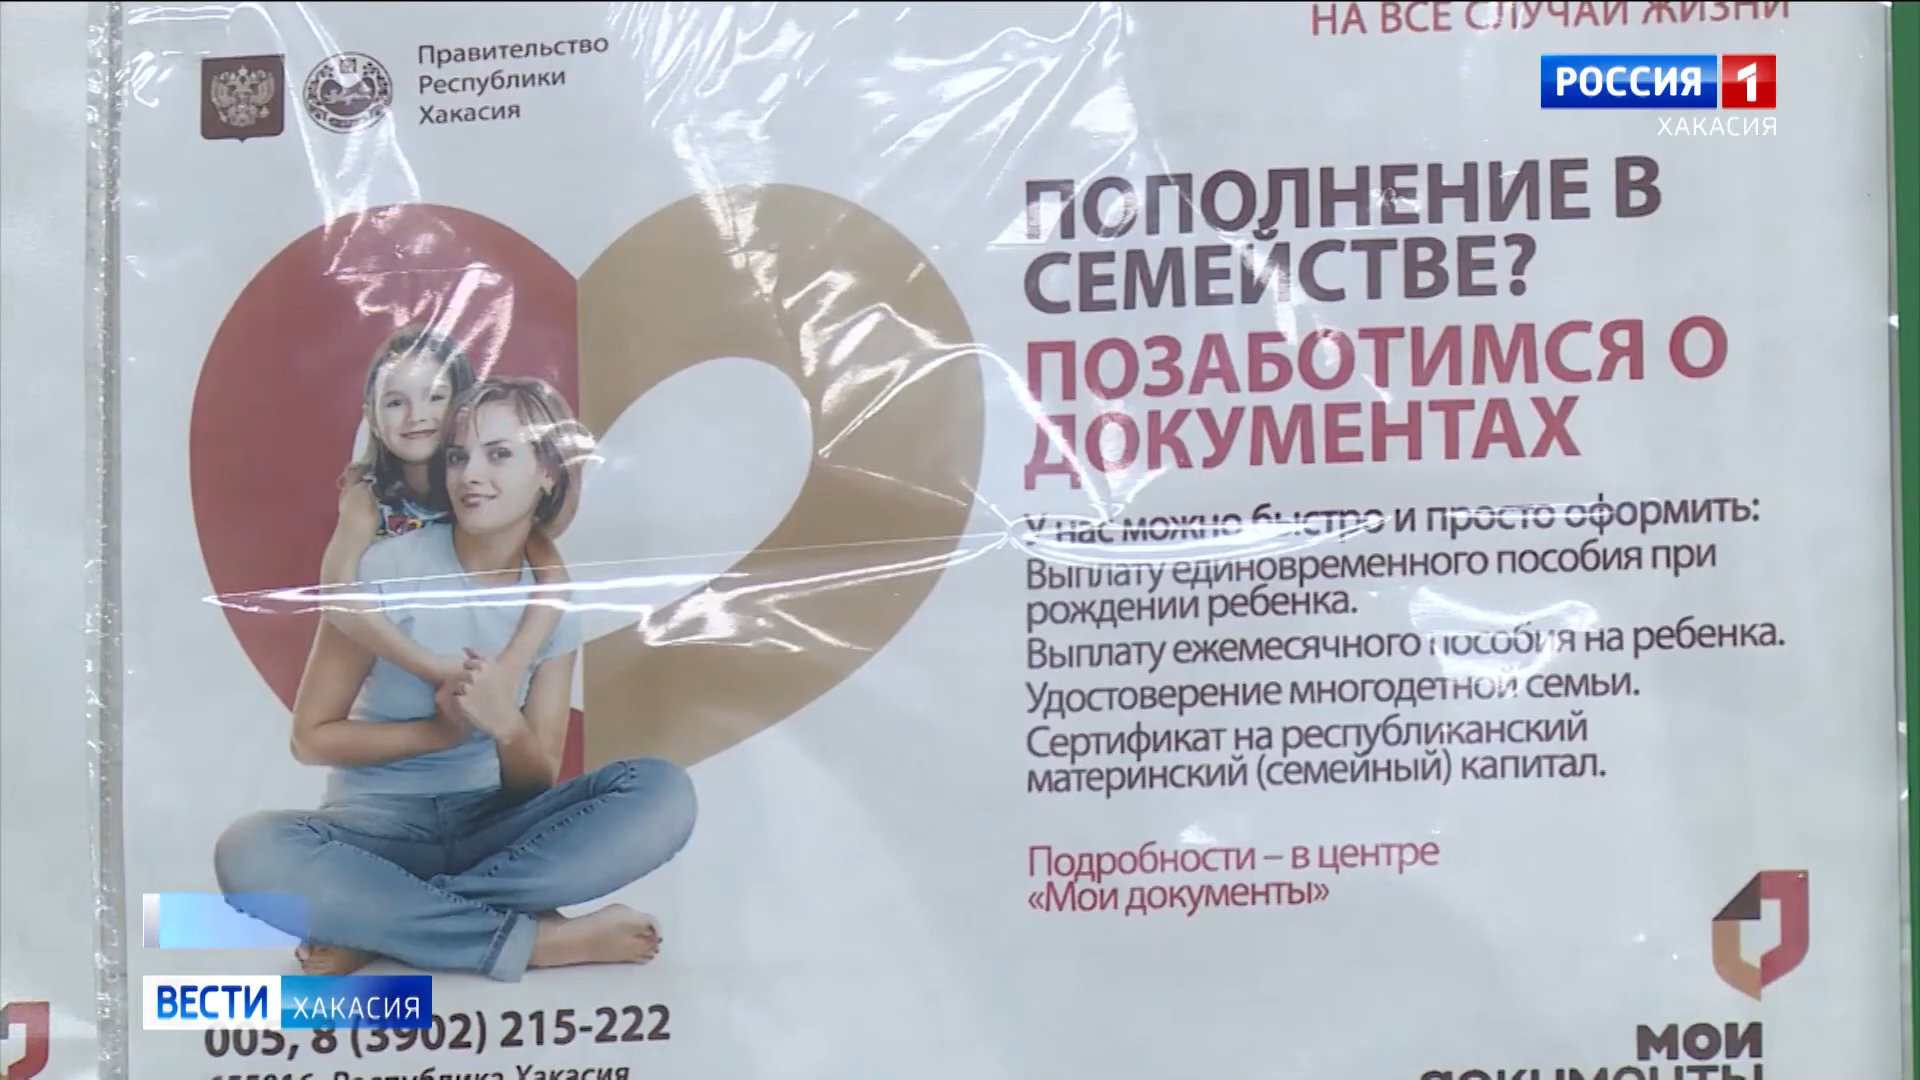 НА ВСЕ СЛУЧАИ ЖИЗНИ
Правительство
Республики
Хакасия
РОССИЯ 1
ХАКАСИЯ
ПОПОЛНЕНИЕ В
СЕМЕЙСТВЕ?
ПОЗАБОТИМСЯ О
ДОКУМЕНТАХ
У нас можно быстро и просто оформить:
Выплату единовременного пособия при
рождении ребенка.
Выплату ежемесячного пособия на ребенка.
Удостоверение многодетной семьи.
Сертификат на республиканский
материнский (семейный) капитал.
Подробности – в центре
«Мои документы»
ВЕСТИ ХАКАСИЯ
005, 8 (3902) 215-222
Республика Хакасия
мои
документы